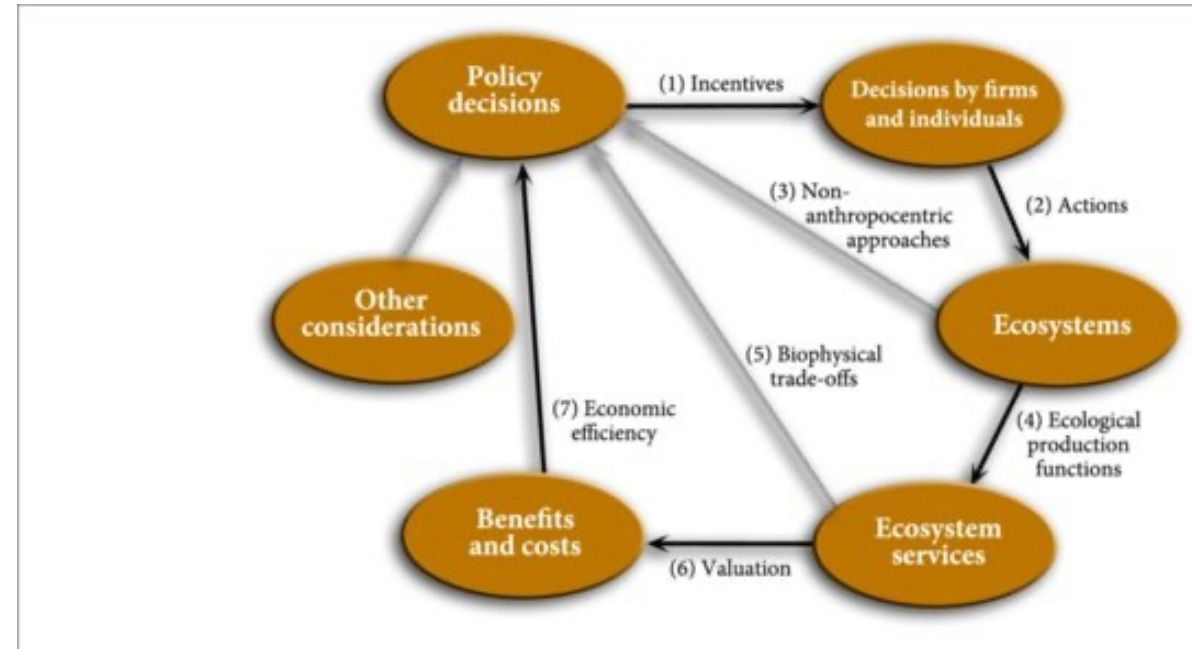 Policy
decisions
(1) Incentives
Decisions by firms
and individuals
(3) Non-
anthropocentric
approaches
(2) Actions
Other
considerations
Ecosystems
(5) Biophysical
trade-offs
(7) Economic
efficiency
(4) Ecological
production
functions
Benefits
and costs
(6) Valuation
Ecosystem
services